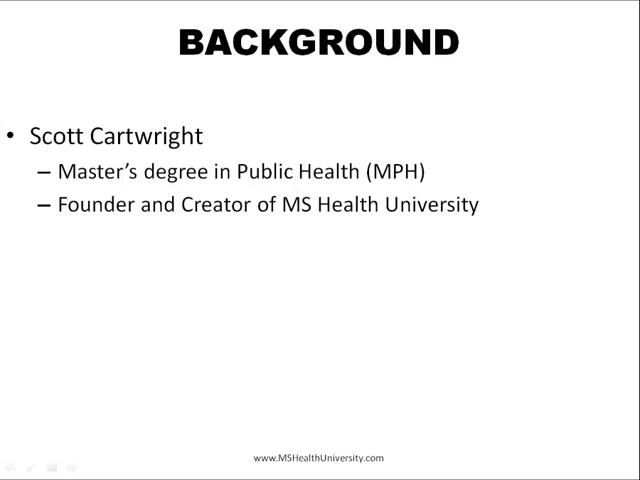 BACKGROUND
• Scott Cartwright
– Master’s degree in Public Health (MPH)
– Founder and Creator of MS Health University
www.MSHealthUniversity.com